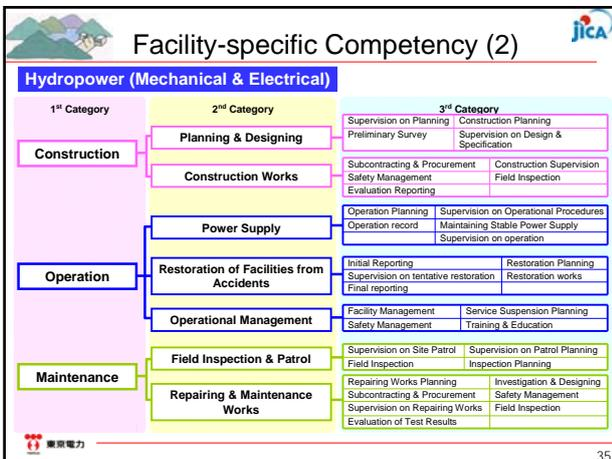 Facility-specific Competency (2)
jICA
Hydropower (Mechanical & Electrical)
1st Category
2nd Category
3rd Category
Construction
Planning & Designing
Supervision on Planning
Construction Planning
Preliminary Survey
Supervision on Design &
Specification
Construction Works
Subcontracting & Procurement
Construction Supervision
Safety Management
Field Inspection
Evaluation Reporting
Operation
Power Supply
Operation Planning
Supervision on Operational Procedures
Operation record
Maintaining Stable Power Supply
Supervision on operation
Restoration of Facilities from
Accidents
Initial Reporting
Restoration Planning
Supervision on tentative restoration
Restoration works
Final reporting
Operational Management
Facility Management
Service Suspension Planning
Safety Management
Training & Education
Maintenance
Field Inspection & Patrol
Supervision on Site Patrol
Supervision on Patrol Planning
Field Inspection
Inspection Planning
Repairing & Maintenance
Works
Repairing Works Planning
Investigation & Designing
Subcontracting & Procurement
Safety Management
Supervision on Repairing Works
Field Inspection
Evaluation of Test Results
東京電力
35